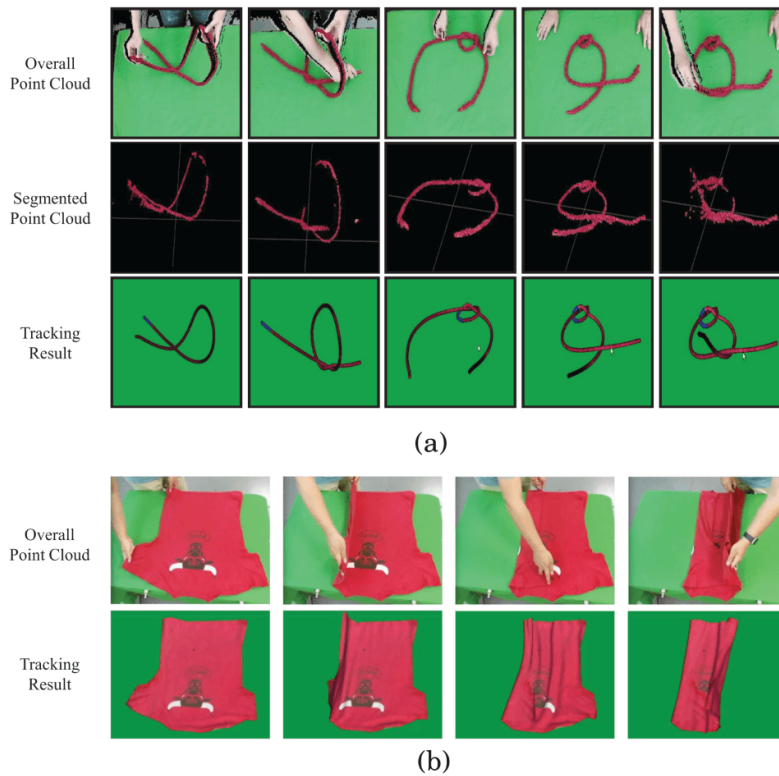 Overall
Point Cloud
Segmented
Point Cloud
Tracking
Result
(a)
Overall
Point Cloud
Tracking
Result
(b)